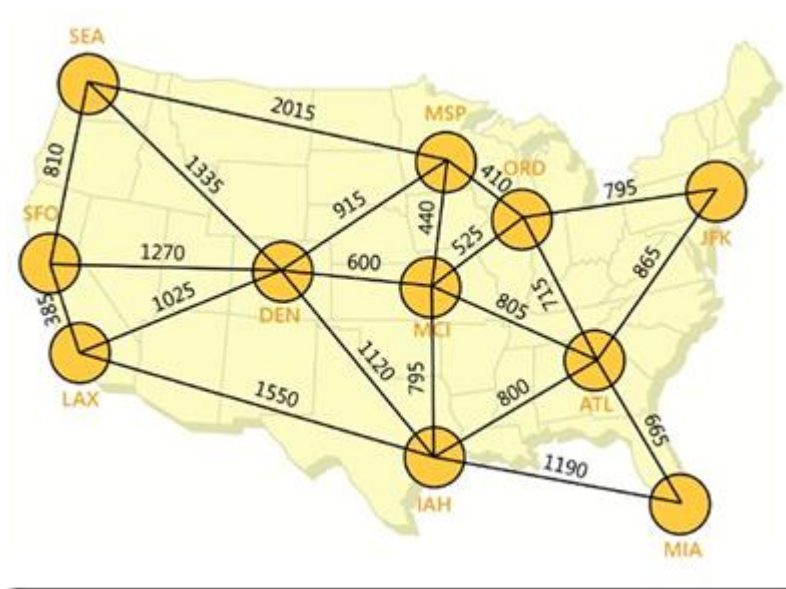 SEA
2015
MSP
810
1335
410
ORD
795
SFO
915
440
525
JFK
1270
600
865
385
1025
DEN
MCI
805
715
1120
795
LAX
1550
800
ATL
665
1190
IAH
MIA